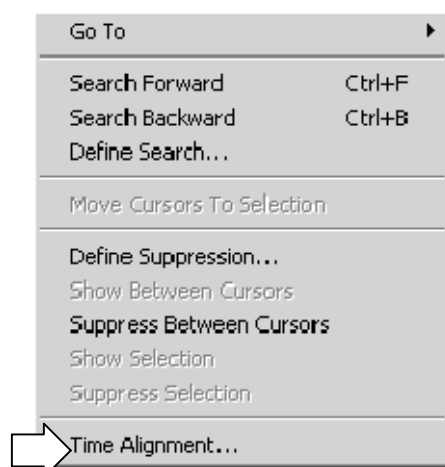 Go To
Search Forward Ctrl+F
Search Backward Ctrl+B
Define Search...
Move Cursors To Selection
Define Suppression...
Show Between Cursors
Suppress Between Cursors
Show Selection
Suppress Selection
Time Alignment...